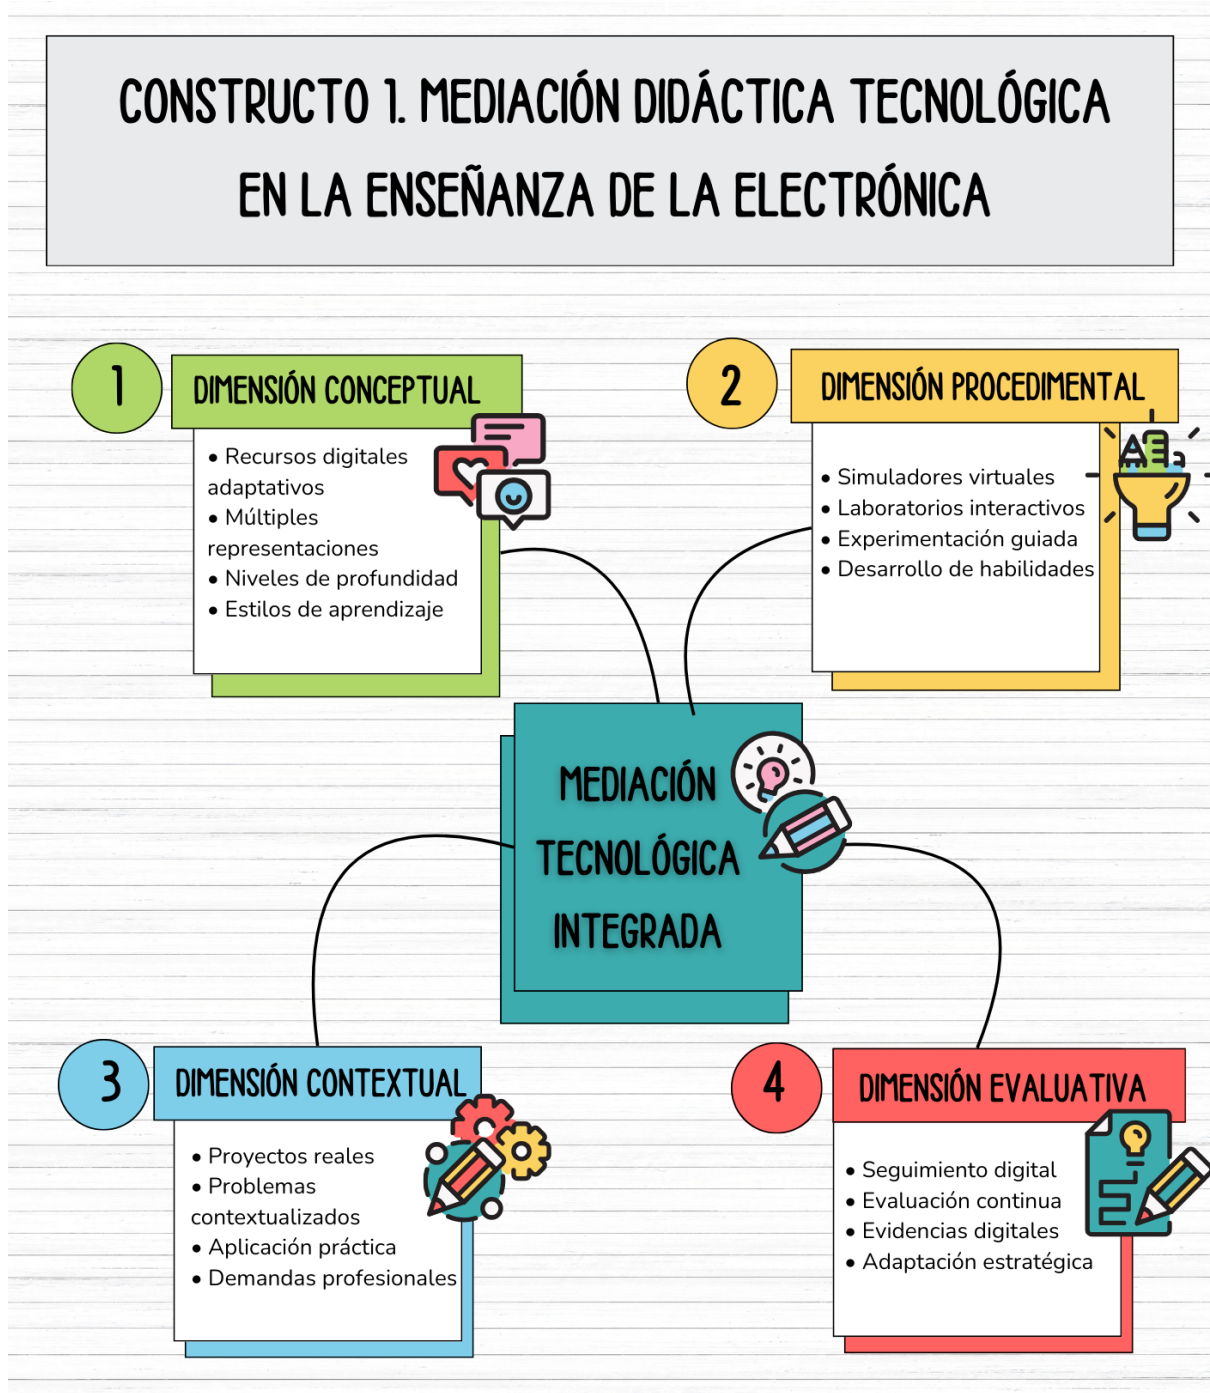 CONSTRUCTO 1. MEDIACIÓN DIDÁCTICA TECNOLÓGICA
EN LA ENSEÑANZA DE LA ELECTRÓNICA
1
DIMENSIÓN CONCEPTUAL
• Recursos digitales
adaptativos
• Múltiples
representaciones
• Niveles de profundidad
• Estilos de aprendizaje
2
DIMENSIÓN PROCEDIMENTAL
• Simuladores virtuales
• Laboratorios interactivos
• Experimentación guiada
• Desarrollo de habilidades
MEDIACIÓN
TECNOLÓGICA
INTEGRADA
3
DIMENSIÓN CONTEXTUAL
• Proyectos reales
• Problemas
contextualizados
• Aplicación práctica
• Demandas profesionales
4
DIMENSIÓN EVALUATIVA
• Seguimiento digital
• Evaluación continua
• Evidencias digitales
• Adaptación estratégica